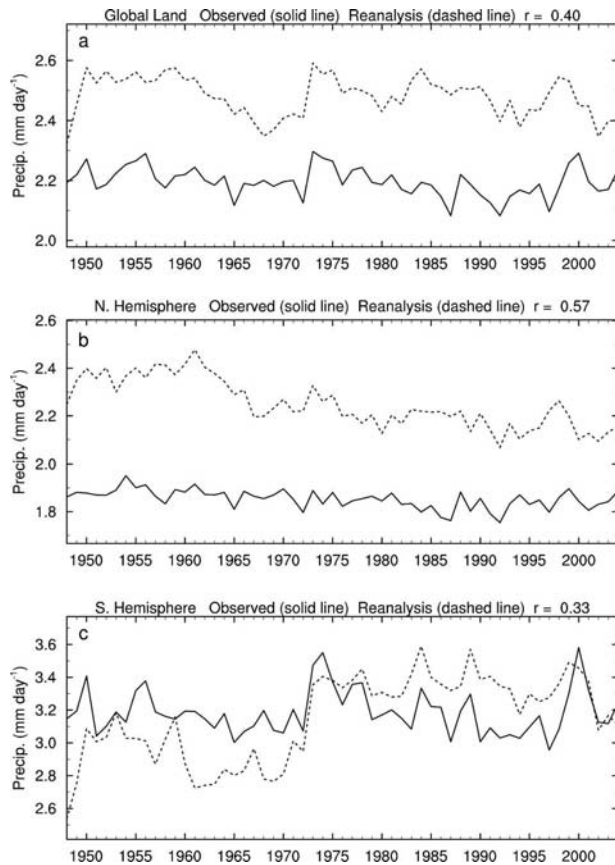 Global Land Observed (solid line) Reanalysis (dashed line) r = 0.40
a
Precip. (mm day-1)
2.6
2.4
2.2
2.0
1950 1955 1960 1965 1970 1975 1980 1985 1990 1995 2000
N. Hemisphere Observed (solid line) Reanalysis (dashed line) r = 0.57
b
Precip. (mm day-1)
2.6
2.4
2.2
1.9
1.8
1950 1955 1960 1965 1970 1975 1980 1985 1990 1995 2000
S. Hemisphere Observed (solid line) Reanalysis (dashed line) r = 0.33
c
Precip. (mm day-1)
3.6
3.4
3.2
3.0
2.8
2.6
1950 1955 1960 1965 1970 1975 1980 1985 1990 1995 2000